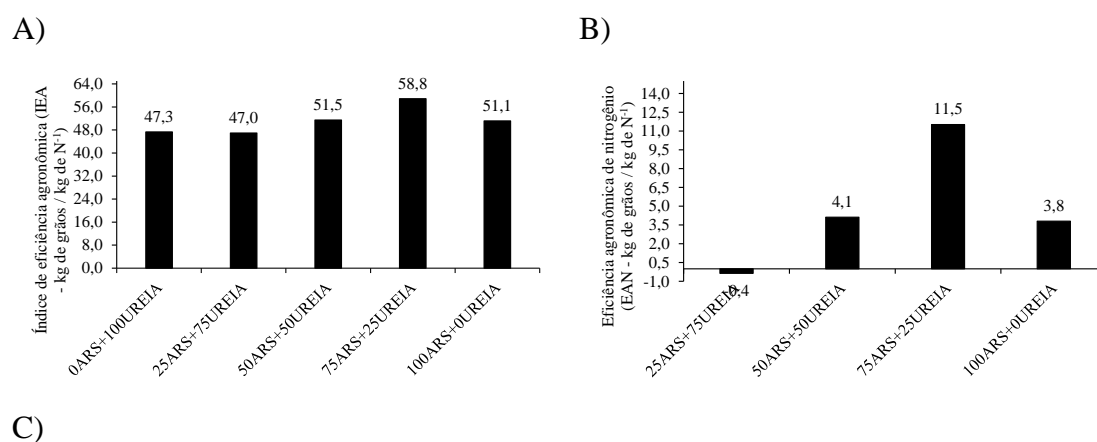 A)
B)
Índice de eficiência agronômica (IEA
- kg de grãos / kg de N-1)
64,0
56,0
48,0
40,0
32,0
24,0
16,0
8,0
0,0
47,3
47,0
51,5
58,8
51,1
0ARS+100UREIA
25ARS+75UREIA
50ARS+50UREIA
75ARS+25UREIA
100ARS+0UREIA
Eficiência agronômica de nitrogênio
(EAN - kg de grãos / kg de N-1)
14,0
12,5
11,0
9,5
8,0
6,5
5,0
3,5
2,0
0,5
-1,0
-0,4
4,1
11,5
3,8
25ARS+75UREIA
50ARS+50UREIA
75ARS+25UREIA
100ARS+0UREIA
C)